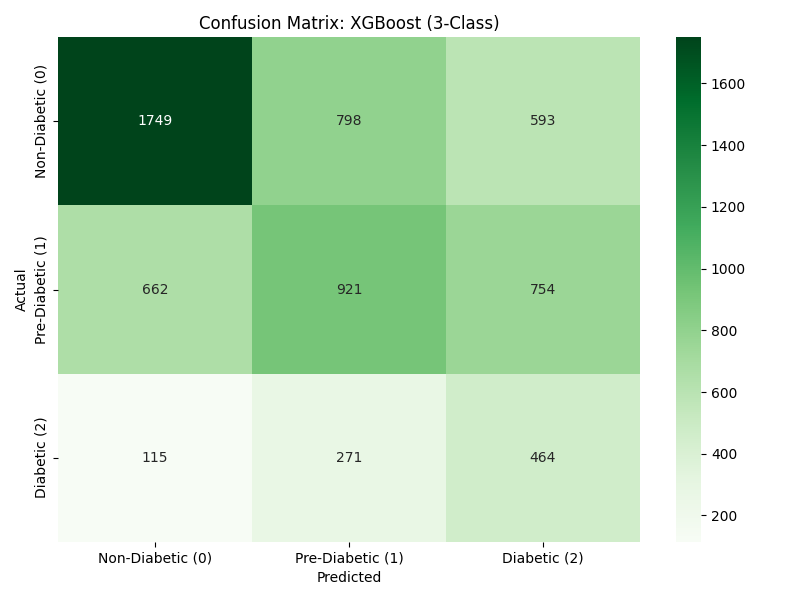 Confusion Matrix: XGBoost (3-Class)
Actual
Non-Diabetic (0)
Pre-Diabetic (1)
Diabetic (2)
1749 798 593
662 921 754
115 271 464
Non-Diabetic (0) Pre-Diabetic (1) Diabetic (2)
Predicted
1600
1400
1200
1000
800
600
400
200